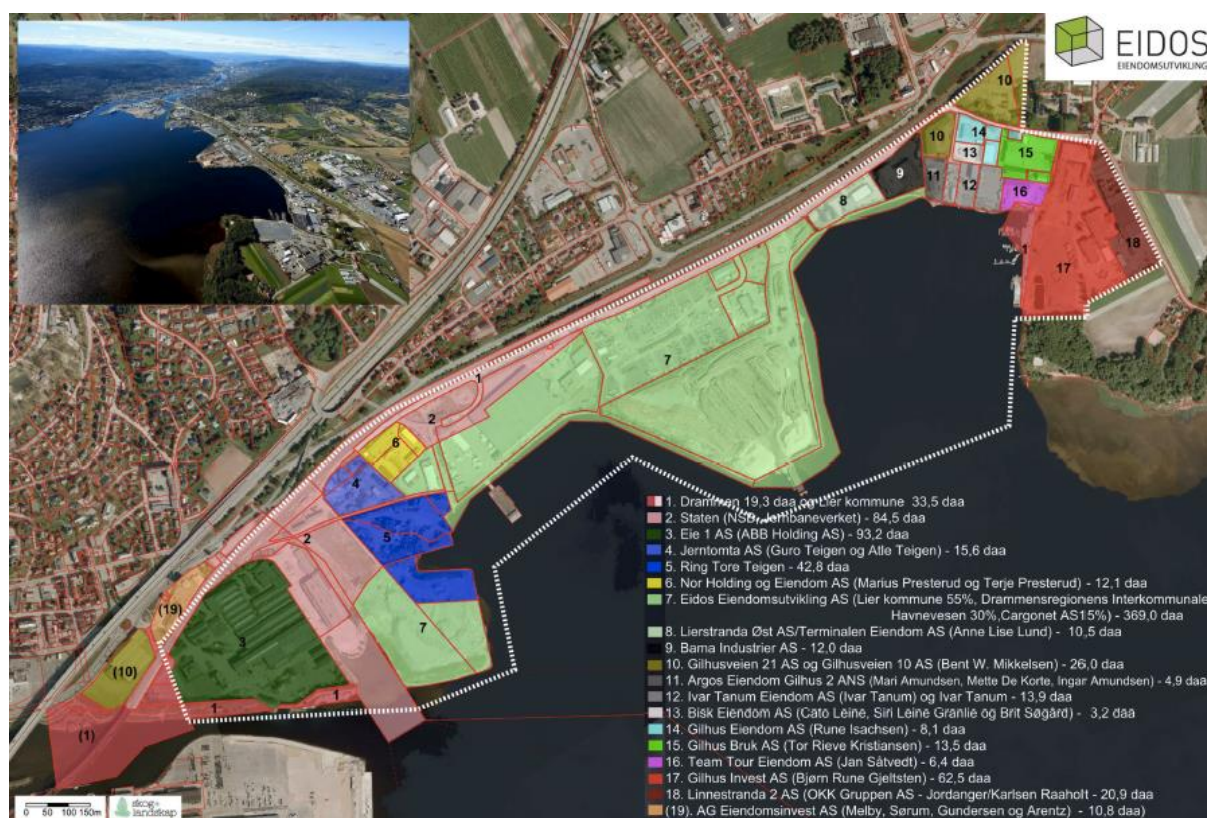 EIDOS
EIENDOMSUTVIKLING
10
10
14
13
15
9
11
12
16
8
1
18
17
7
1
2
6
4
2
5
(19)
3
7
(10)
1
1
(1)
1. Drammen 19,3 daa og Lier kommune 33,5 daa
2. Staten (NSB, Jernbaneverket) - 84,5 daa
3. Eie 1 AS (ABB Holding AS) - 93,2 daa
4. Jerntomta AS (Guro Teigen og Atle Teigen) - 15,6 daa
5. Ring Tore Teigen - 42,8 daa
6. Nor Holding og Eiendom AS (Marius Presterud og Terje Presterud) - 12,1 daa
7. Eidos Eiendomsutvikling AS (Lier kommune 55%, Drammensregionens Interkommunale
Havnevesen 30%,Cargonet AS15%) - 369,0 daa
8. Lierstranda Øst AS/Terminalen Eiendom AS (Anne Lise Lund) - 10,5 daa
9. Bama Industrier AS - 12,0 daa
10. Gilhusveien 21 AS og Gilhusveien 10 AS (Bent W. Mikkelsen) - 26,0 daa
11. Argos Eiendom Gilhus 2 ANS (Mari Amundsen, Mette De Korte, Ingar Amundsen) - 4,9 daa
12. Ivar Tanum Eiendom AS (Ivar Tanum) og Ivar Tanum - 13,9 daa
13. Bisk Eiendom AS (Cato Leine, Siri Leine Granlie og Brit Søgård) - 3,2 daa
14. Gilhus Eiendom AS (Rune Isachsen) - 8,1 daa
15. Gilhus Bruk AS (Tor Rieve Kristiansen) - 13,5 daa
16. Team Tour Eiendom AS (Jan Såtvedt) - 6,4 daa
17. Gilhus Invest AS (Bjørn Rune Gjelsten) - 62,5 daa
18. Linnestranda 2 AS (OKK Gruppen AS - Jordanger/Karlsen Raaholt - 20,9 daa
(19). AG Eiendomsinvest AS (Melby, Sørum, Gundersen og Arentz) - 10,8 daa
0 50 100 150m
skog+
landskap